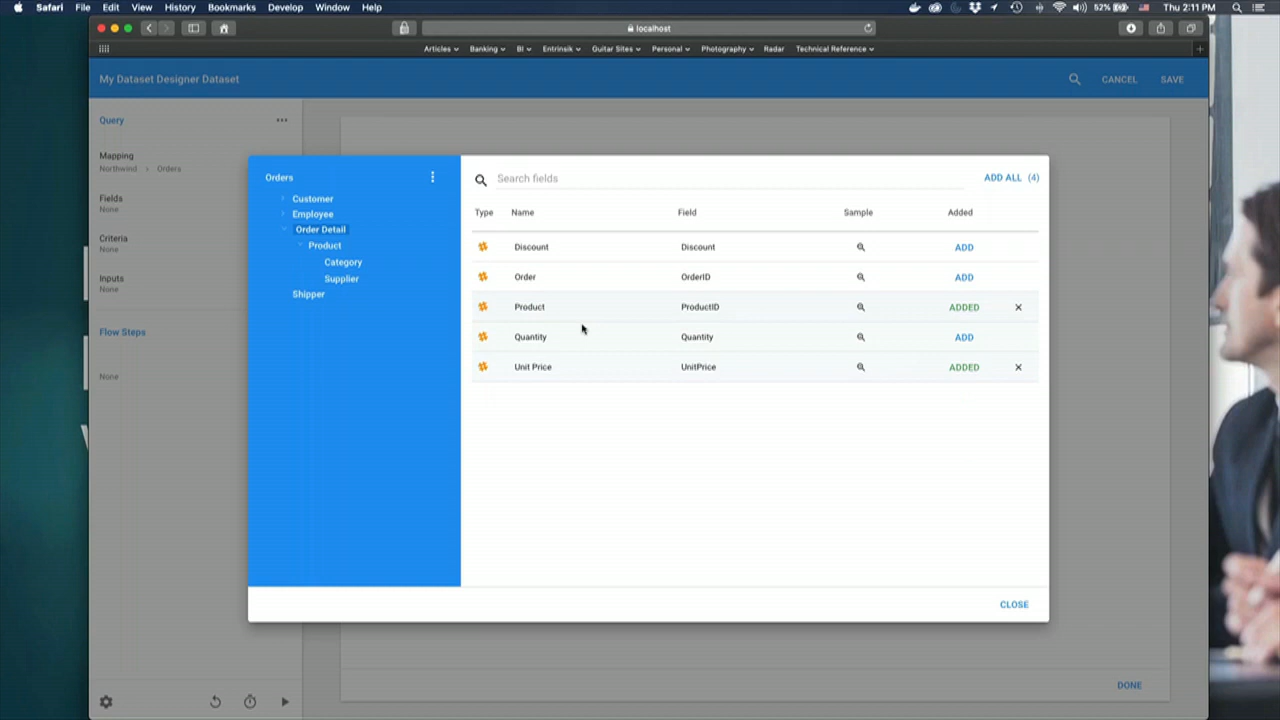 Safari File Edit View History Bookmarks Develop Window Help 52% Thu 2:11 PM
localhost
Articles Banking BI Entrinsik Guitar Sites Personal Photography Radar Technical Reference
My Dataset Designer Dataset CANCEL SAVE
Query
Mapping
Northwind > Orders
Fields
None
Criteria
None
Inputs
None
Flow Steps
None
Orders
Customer
Employee
Order Detail
Product
Category
Supplier
Shipper
Search fields ADD ALL (4)
Type Name Field Sample Added
Discount Discount ADD
Order OrderID ADD
Product ProductID ADDED
Quantity Quantity ADD
Unit Price UnitPrice ADDED
CLOSE
DONE